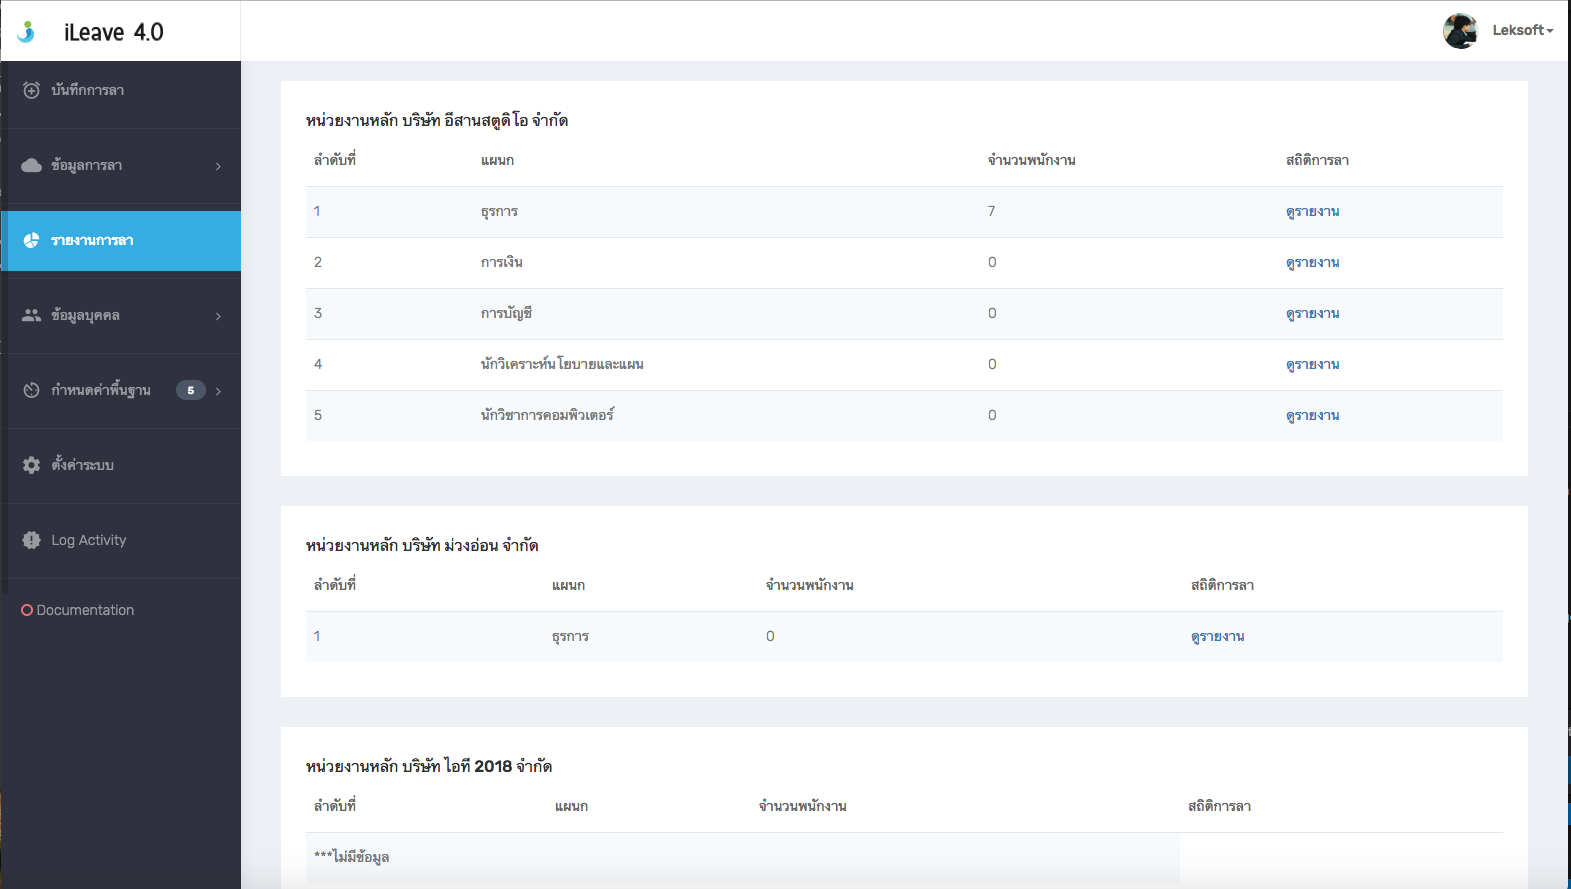 iLeave 4.0
Leksoft
บันทึกการลา
ข้อมูลการลา
รายงานการลา
ข้อมูลบุคคล
กำหนดค่าพื้นฐาน 5
ตั้งค่าระบบ
Log Activity
Documentation
หน่วยงานหลัก บริษัท อีสานสตูดิโอ จำกัด
ลำดับที่ แผนก จำนวนพนักงาน สถิติการลา
1 ธุรการ 7 ดูรายงาน
2 การเงิน 0 ดูรายงาน
3 การบัญชี 0 ดูรายงาน
4 นักวิเคราะห์นโยบายและแผน 0 ดูรายงาน
5 นักวิชาการคอมพิวเตอร์ 0 ดูรายงาน
หน่วยงานหลัก บริษัท ม่วงอ่อน จำกัด
ลำดับที่ แผนก จำนวนพนักงาน สถิติการลา
1 ธุรการ 0 ดูรายงาน
หน่วยงานหลัก บริษัท ไอที 2018 จำกัด
ลำดับที่ แผนก จำนวนพนักงาน สถิติการลา
***ไม่มีข้อมูล